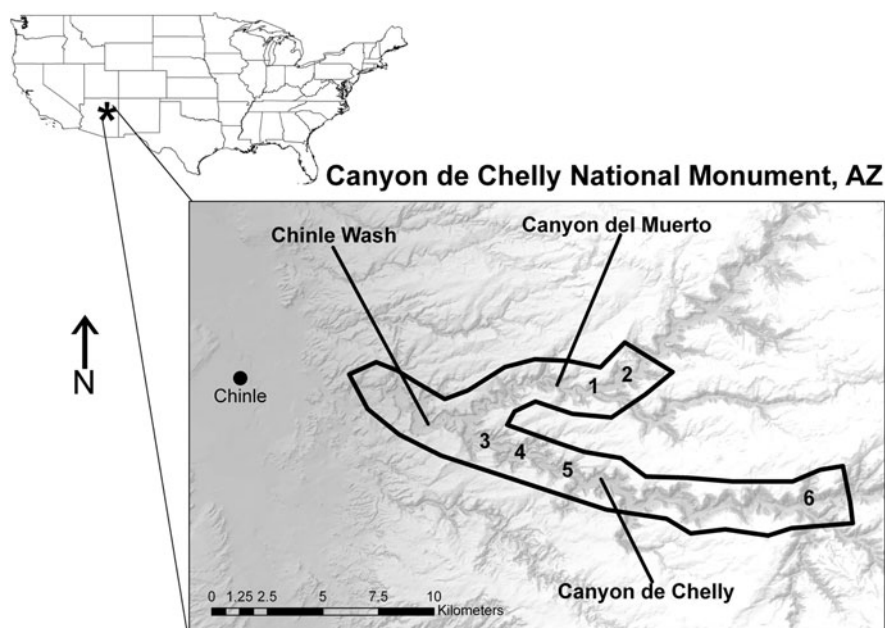 *
Canyon de Chelly National Monument, AZ
Canyon del Muerto
Chinle Wash
N
Chinle
1
2
3
4
5
6
Canyon de Chelly
0 1.25 2.5 5 7.5 10
Kilometers